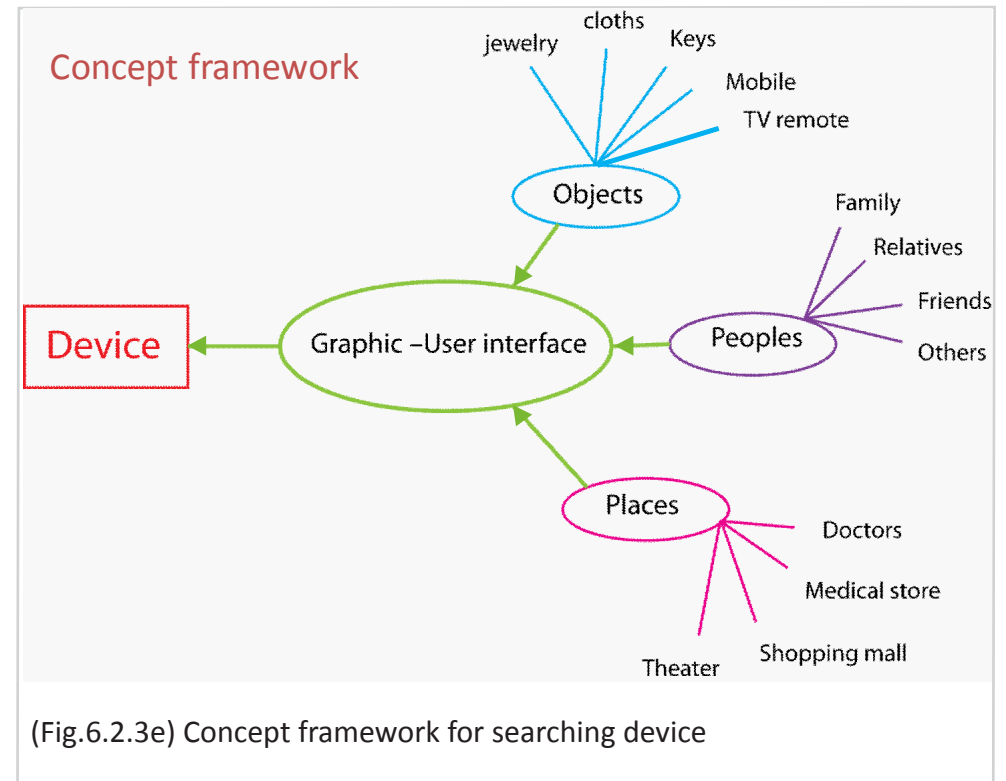 Concept framework
jewelry
cloths
Keys
Mobile
TV remote
Objects
Family
Relatives
Friends
Others
Peoples
Graphic –User interface
Device
Places
Doctors
Medical store
Shopping mall
Theater
(Fig.6.2.3e) Concept framework for searching device